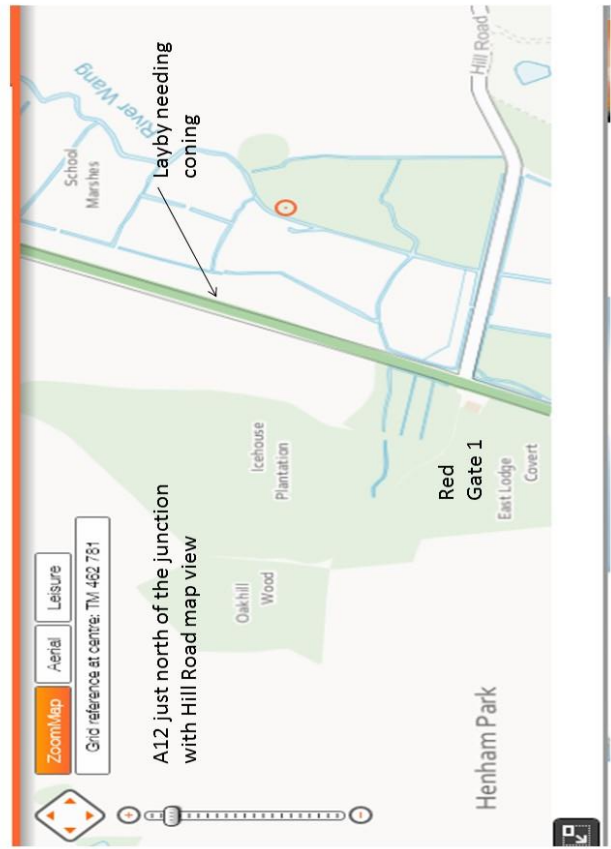 ZoomMap
Aerial
Leisure
Grid reference at centre: TM 462 781
A12 just north of the junction
with Hill Road map view
School
Marshes
River Wang
Layby needing
coning
Icehouse
Plantation
Oakhill
Wood
Hill Road
Red
Gate 1
East Lodge
Covert
Henham Park